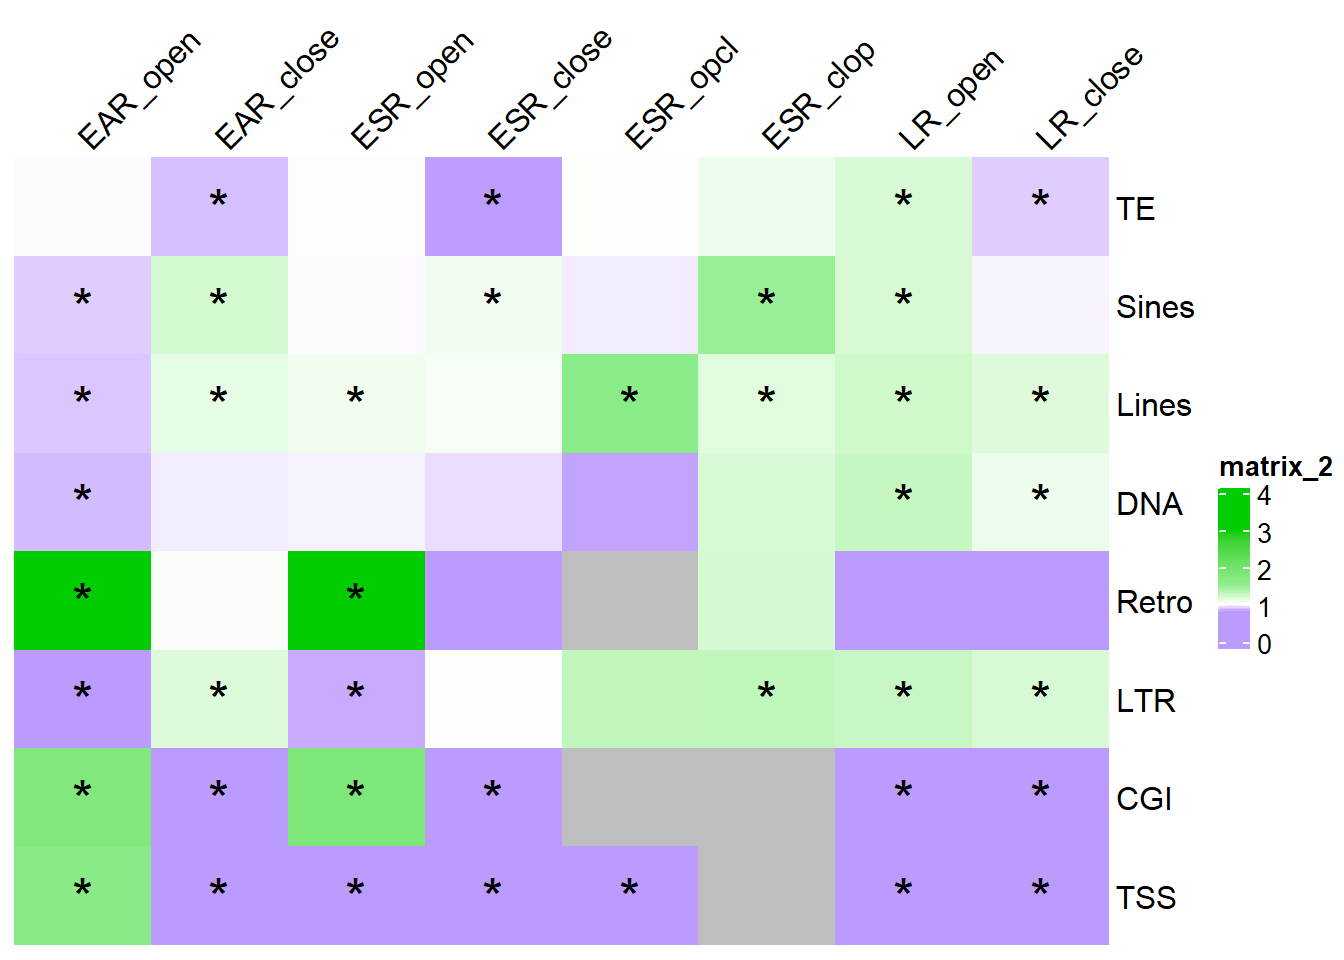 EAR_open EAR_close ESR_open ESR_close ESR_opcl ESR_clop LR_open LR_close
* * * * TE
* * * * * Sines
* * * * * * * Lines
* * * DNA
* * Retro
* * * * * * LTR
* * * * * * CGI
* * * * * * * TSS
matrix_2
4
3
2
1
0